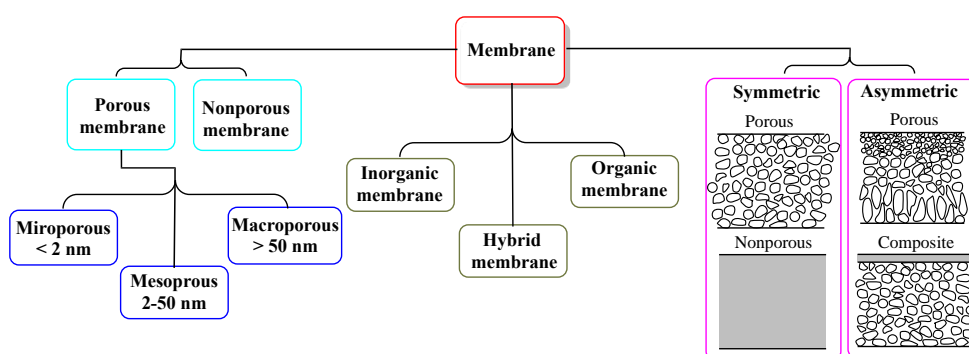 Membrane
Porous
membrane
Nonporous
membrane
Miroporous
< 2 nm
Mesoprous
2-50 nm
Macroporous
> 50 nm
Inorganic
membrane
Hybrid
membrane
Organic
membrane
Symmetric
Porous
Nonporous
Asymmetric
Porous
Composite